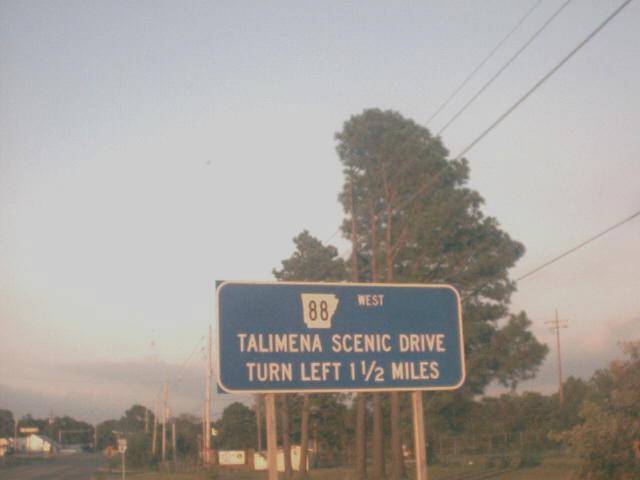 88 WEST
TALIMENA SCENIC DRIVE
TURN LEFT 1 1/2 MILES